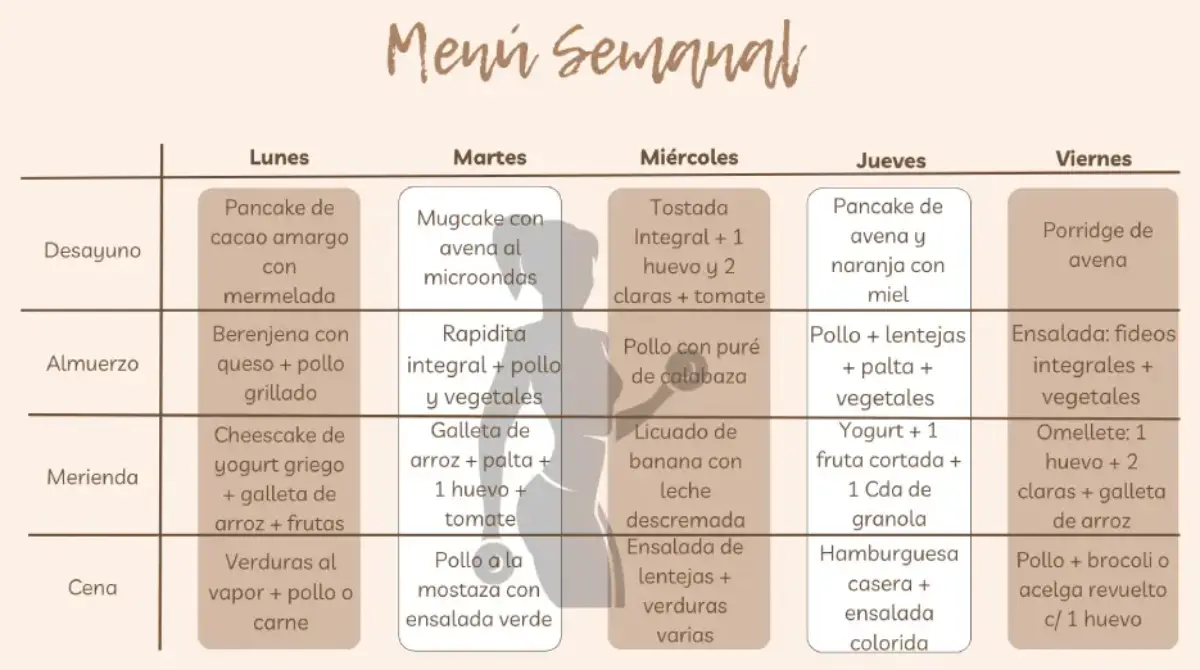 Menú Semanal
Lunes
Martes
Miércoles
Jueves
Viernes
Desayuno
Pancake de
cacao amargo
con
mermelada
Mugcake con
avena al
microondas
Tostada
Integral + 1
huevo y 2
claras + tomate
Pancake de
avena y
naranja con
miel
Porridge de
avena
Almuerzo
Berenjena con
queso + pollo
grillado
Rapidita
integral + pollo
y vegetales
Pollo con puré
de calabaza
Pollo + lentejas
+ palta +
vegetales
Ensalada: fideos
integrales +
vegetales
Merienda
Cheescake de
yogurt griego
+ galleta de
arroz + frutas
Galleta de
arroz + palta +
1 huevo +
tomate
Licuado de
banana con
leche
descremada
Yogurt + 1
fruta cortada +
1 Cda de
granola
Omellete: 1
huevo + 2
claras + galleta
de arroz
Cena
Verduras al
vapor + pollo o
carne
Pollo a la
mostaza con
ensalada verde
Ensalada de
lentejas +
verduras
varias
Hamburguesa
casera +
ensalada
colorida
Pollo + brocoli o
acelga revuelto
c/ 1 huevo